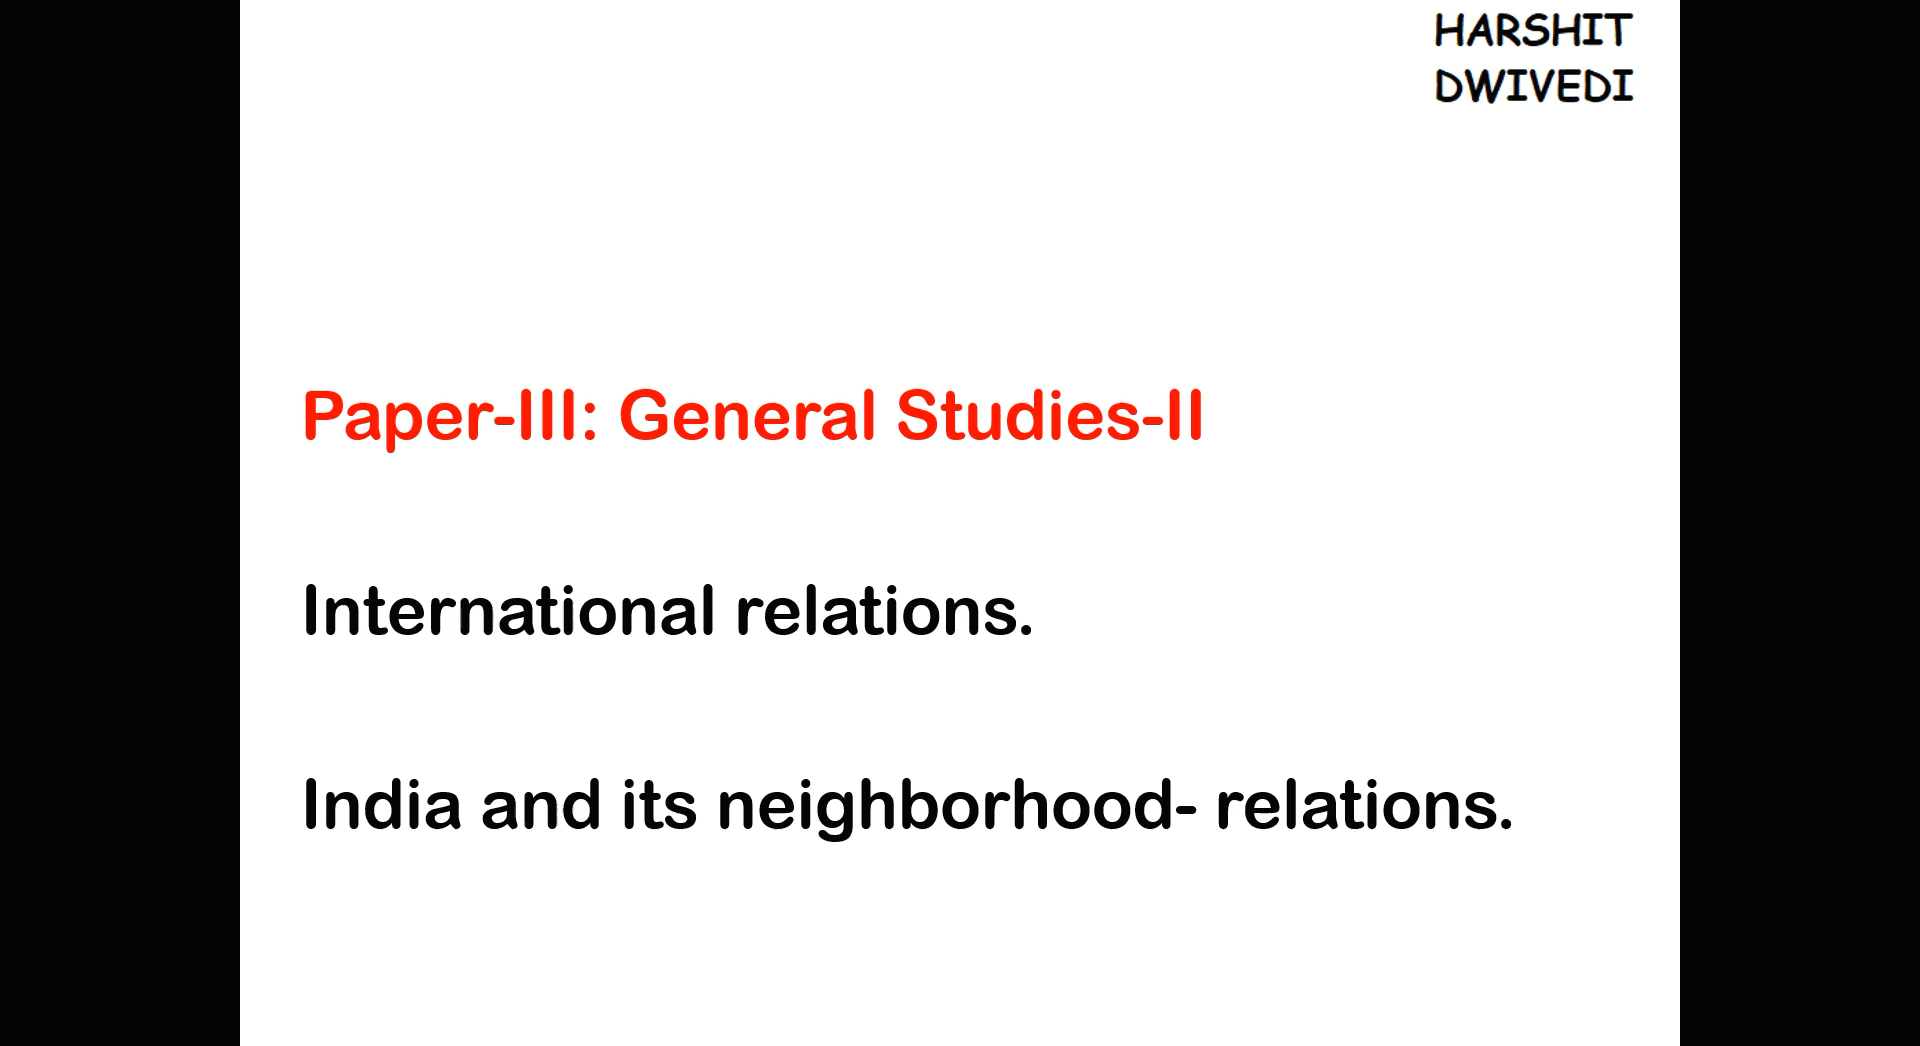 HARSHIT
DWIVEDI
Paper-III: General Studies-II
International relations.
India and its neighborhood- relations.